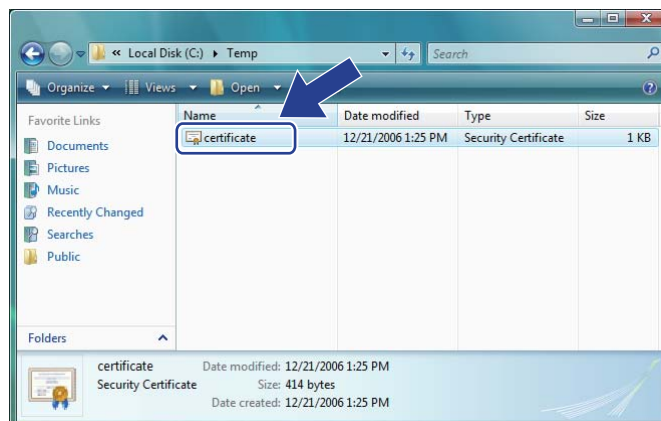 « Local Disk (C:) ▸ Temp
Search
Organize Views Open
Favorite Links
Documents
Pictures
Music
Recently Changed
Searches
Public
Folders
Name Date modified Type Size
certificate 12/21/2006 1:25 PM Security Certificate 1 KB
certificate Date modified: 12/21/2006 1:25 PM
Security Certificate Size: 414 bytes
Date created: 12/21/2006 1:25 PM